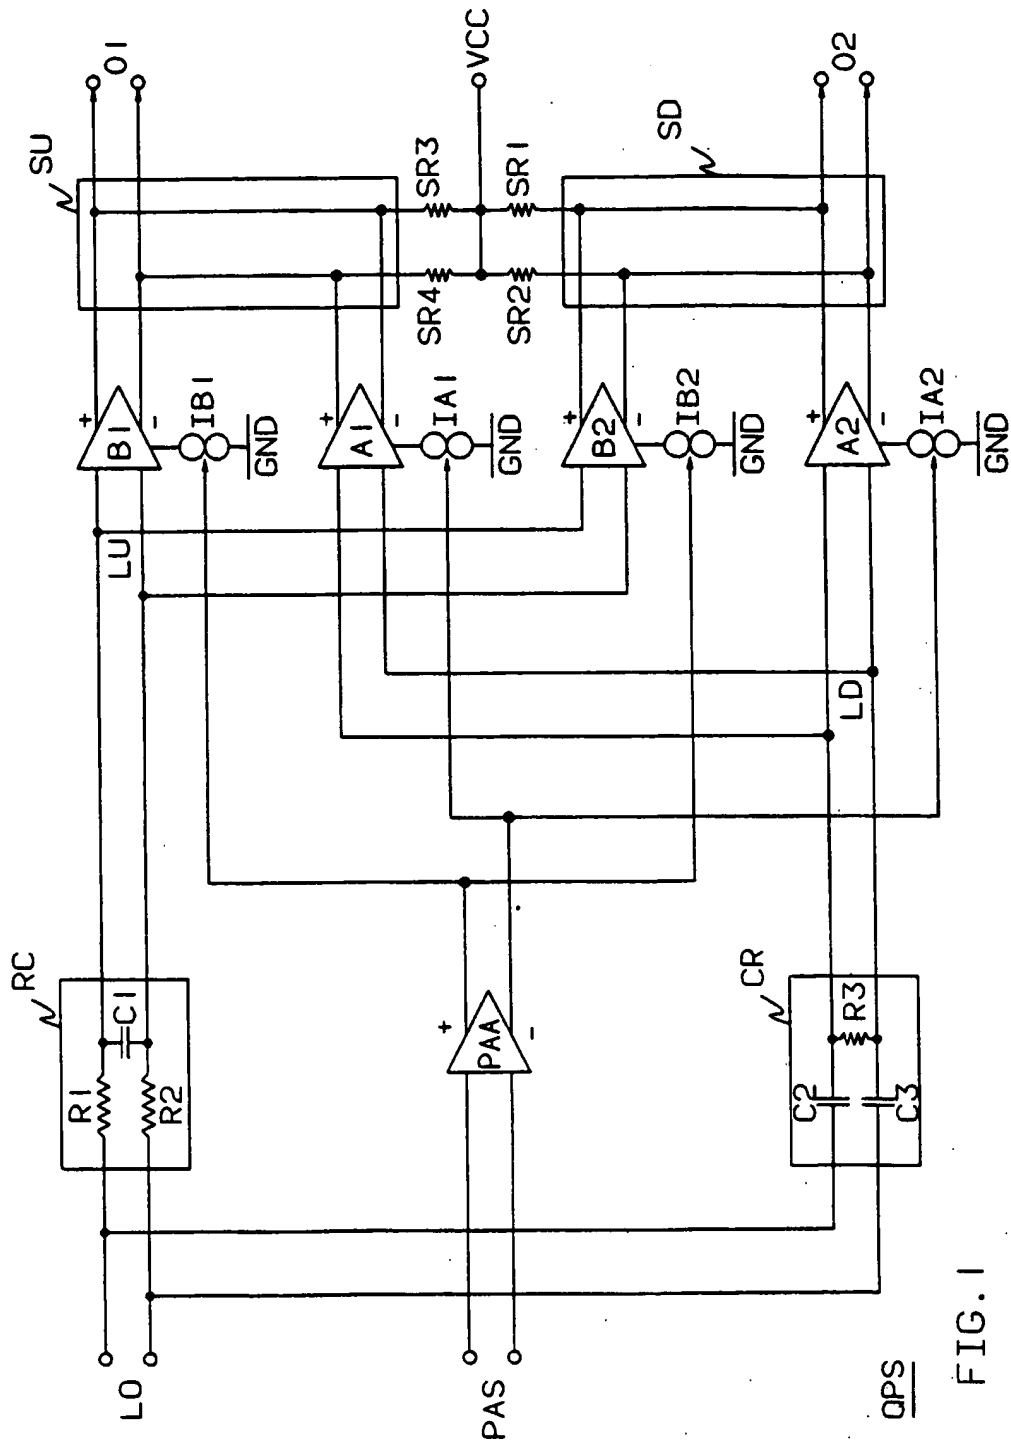 SU
O1
RC
LU
B1
+
-
IB1
GND
R1
C1
R2
LO
SR3
SR4
VCC
A1
+
-
IA1
GND
PAS
PAA
+
-
SR1
SR2
SD
B2
+
-
IB2
GND
LD
CR
C2
R3
C3
A2
+
-
IA2
GND
O2
QPS
FIG. 1